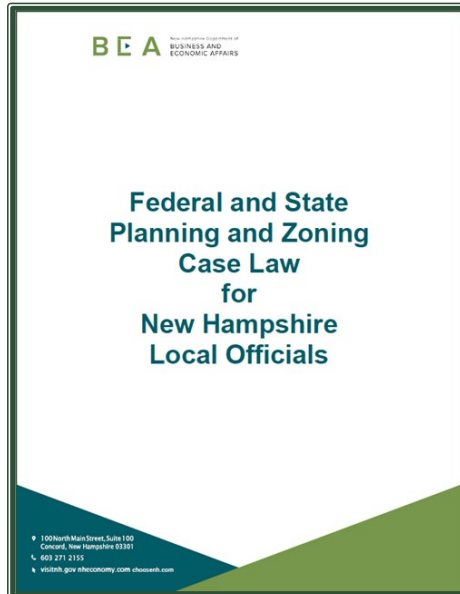 BEA
New Hampshire Department of
BUSINESS AND
ECONOMIC AFFAIRS
Federal and State
Planning and Zoning
Case Law
for
New Hampshire
Local Officials
100 North Main Street, Suite 100
Concord, New Hampshire 03301
603 271 2155
visitnh.gov nheconomy.com choosenh.com